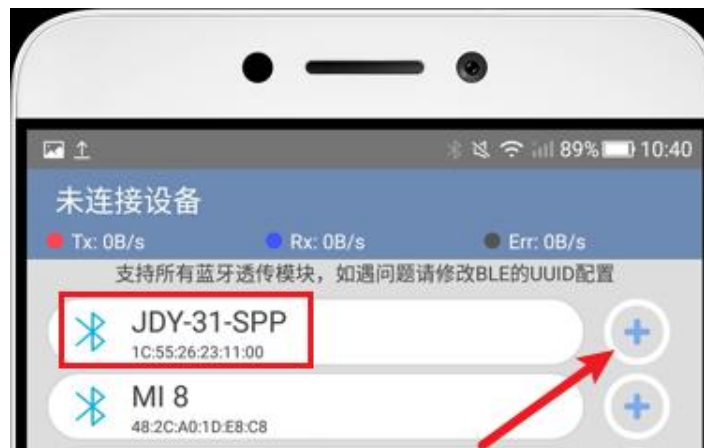 89% 10:40
未连接设备
Tx: 0B/s Rx: 0B/s Err: 0B/s
支持所有蓝牙透传模块，如遇问题请修改BLE的UUID配置
JDY-31-SPP
1C:55:26:23:11:00
MI 8
48:2C:A0:1D:E8:C8